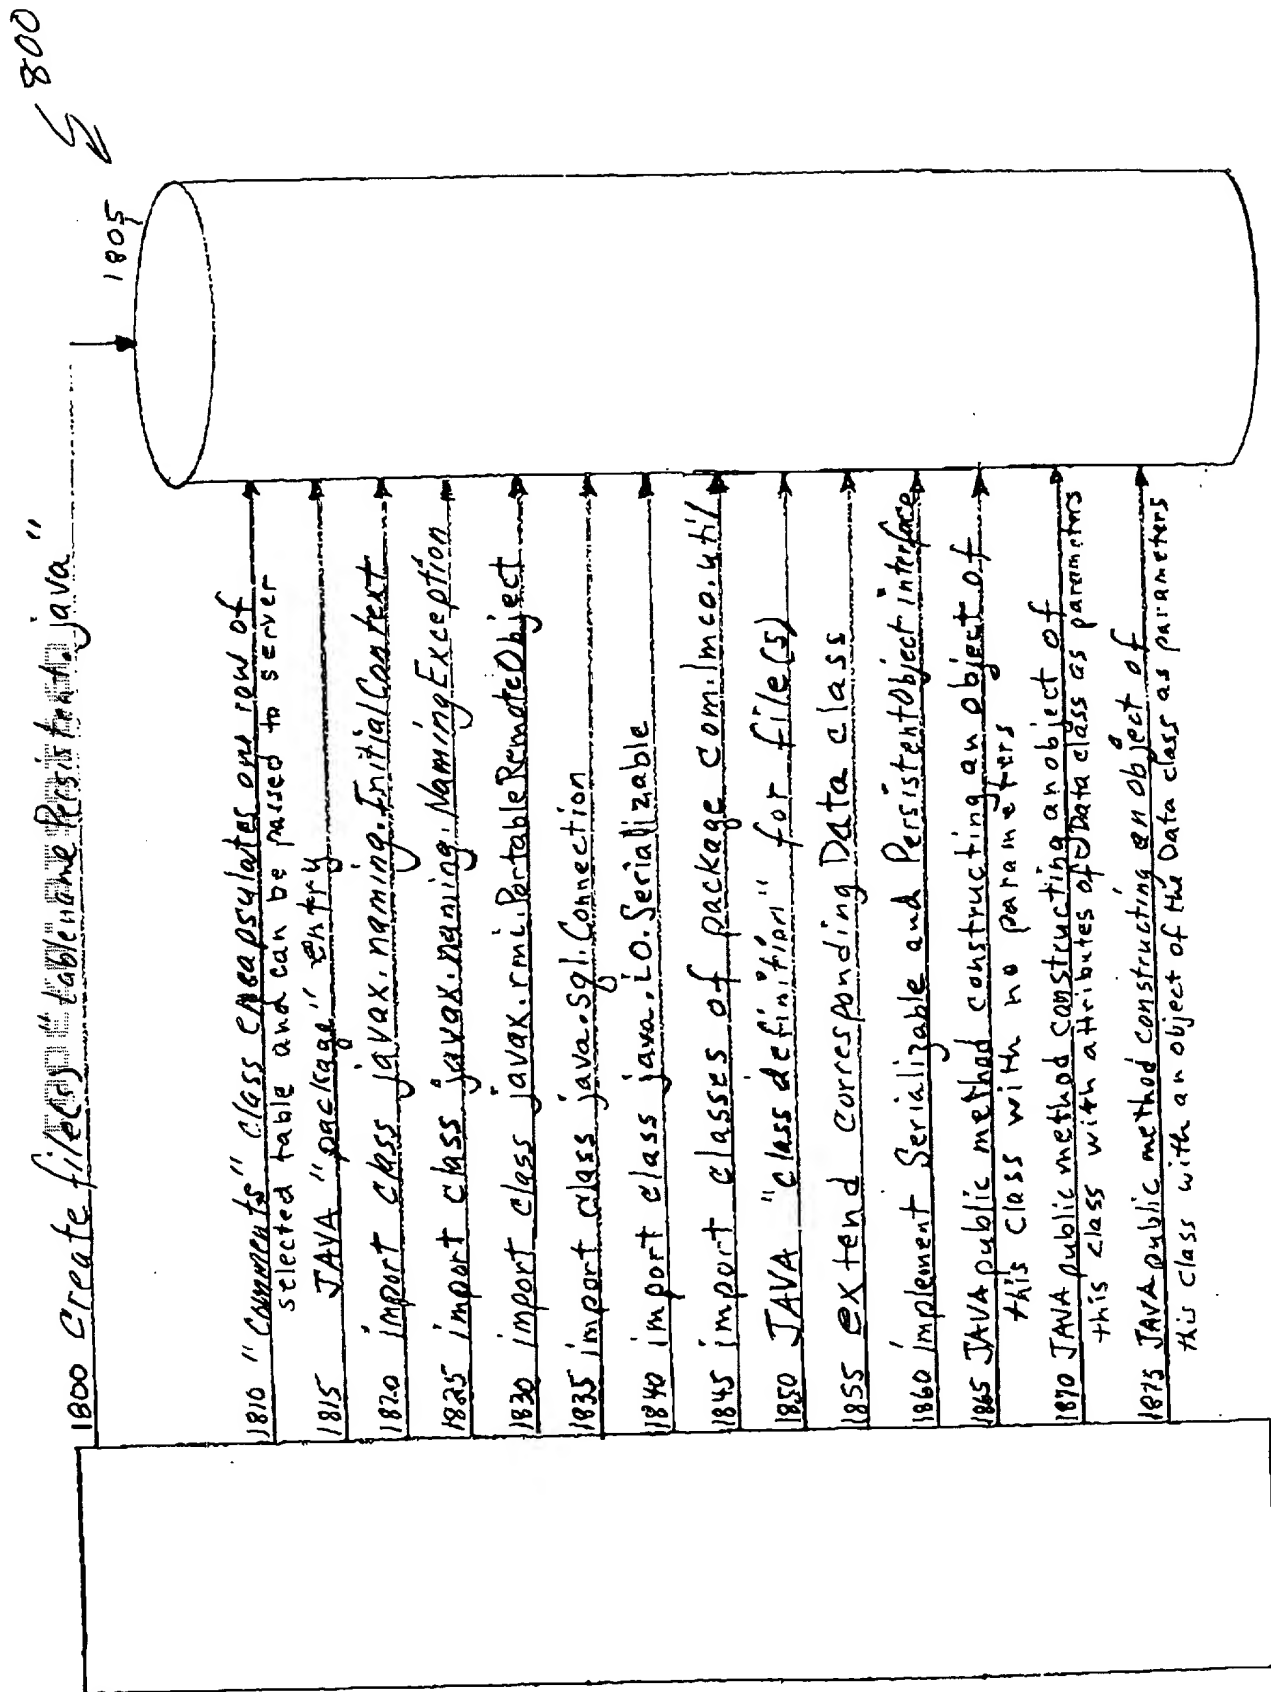 800
1805
1800 create file(s) "tablenamePersistent.java"
1810 "Comments" class encapsulates one row of
selected table and can be passed to server
1815 JAVA "package" entry
1820 import class javax.naming.InitialContext
1825 import class javax.naming.NamingException
1830 import class javax.rmi.PortableRemoteObject
1835 import class java.sql.Connection
1840 import class java.io.Serializable
1845 import classes of package com.lmco.util
1850 JAVA "class definition" for file(s)
1855 extend corresponding Data class
1860 implement Serializable and PersistentObject interface
1865 JAVA public method constructing an object of
this class with no parameters
1870 JAVA public method constructing an object of
this class with attributes of Data class as parameters
1875 JAVA public method constructing an object of
this class with an object of the Data class as parameters